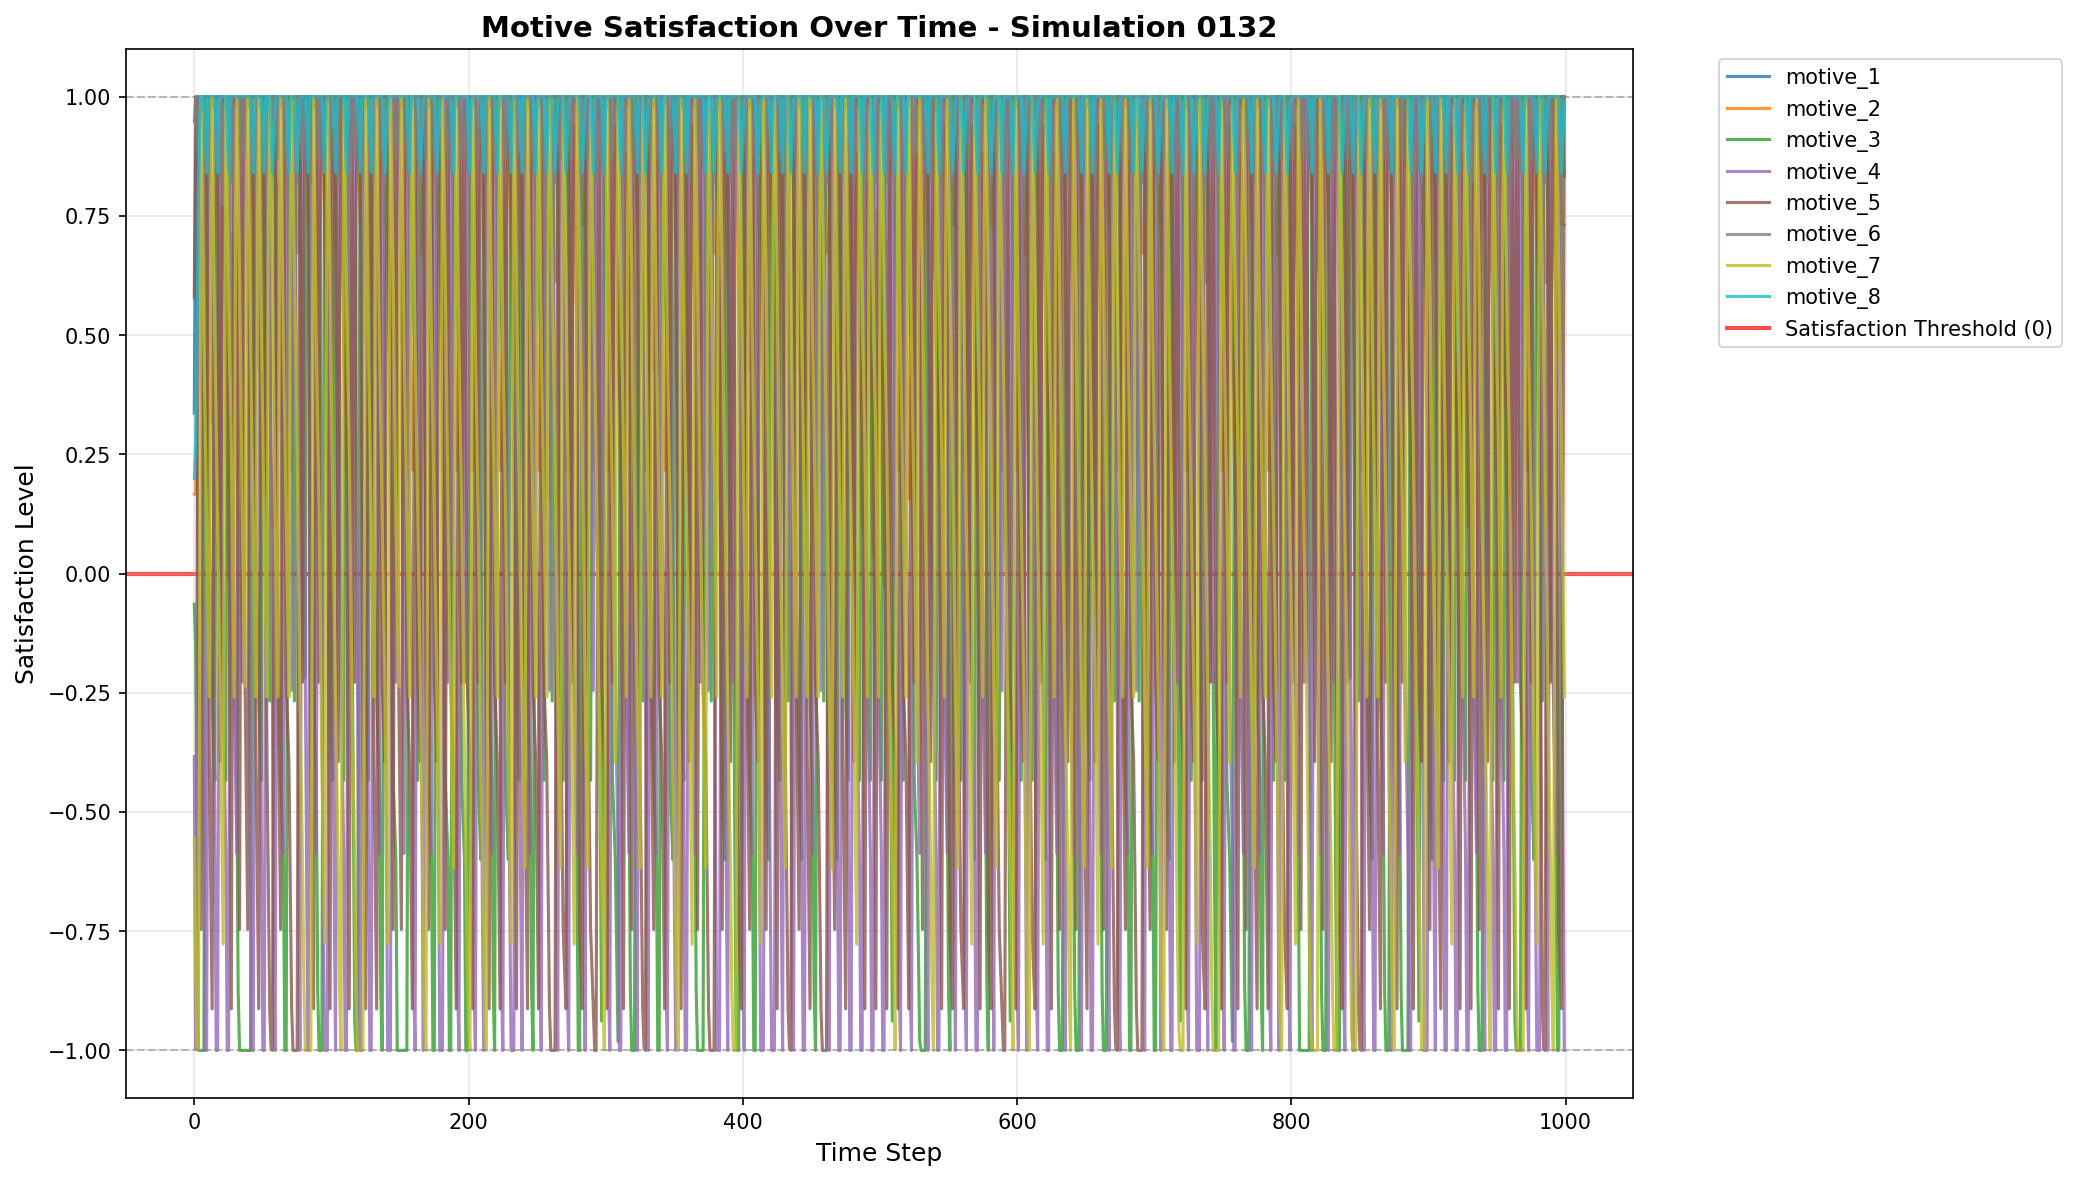 Motive Satisfaction Over Time - Simulation 0132
1.00
0.75
0.50
0.25
0.00
−0.25
−0.50
−0.75
−1.00
Satisfaction Level
0
200
400
600
800
1000
Time Step
motive_1
motive_2
motive_3
motive_4
motive_5
motive_6
motive_7
motive_8
Satisfaction Threshold (0)